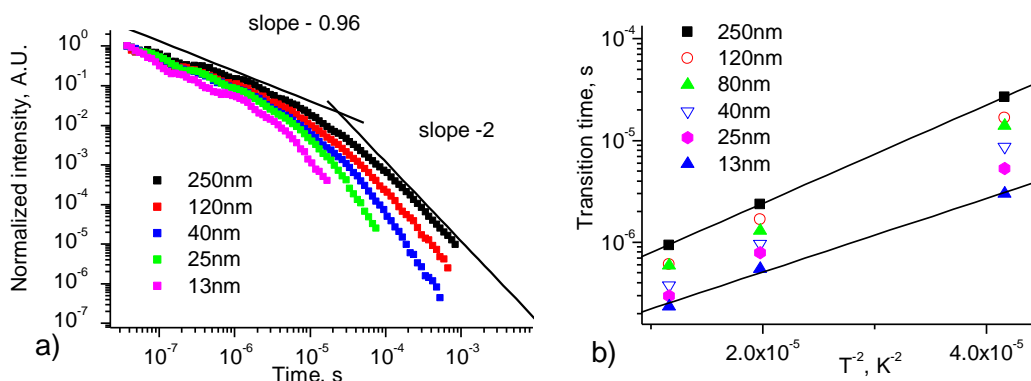 slope - 0.96
Normalized intensity, A.U.
10^0
10^-1
10^-2
10^-3
10^-4
10^-5
10^-6
10^-7
slope -2
250nm
120nm
40nm
25nm
13nm
10^-7 10^-6 10^-5 10^-4 10^-3
a)
Time, s
Transition time, s
10^-4
10^-5
10^-6
250nm
120nm
80nm
40nm
25nm
13nm
2.0x10^-5 4.0x10^-5
b)
T^-2, K^-2